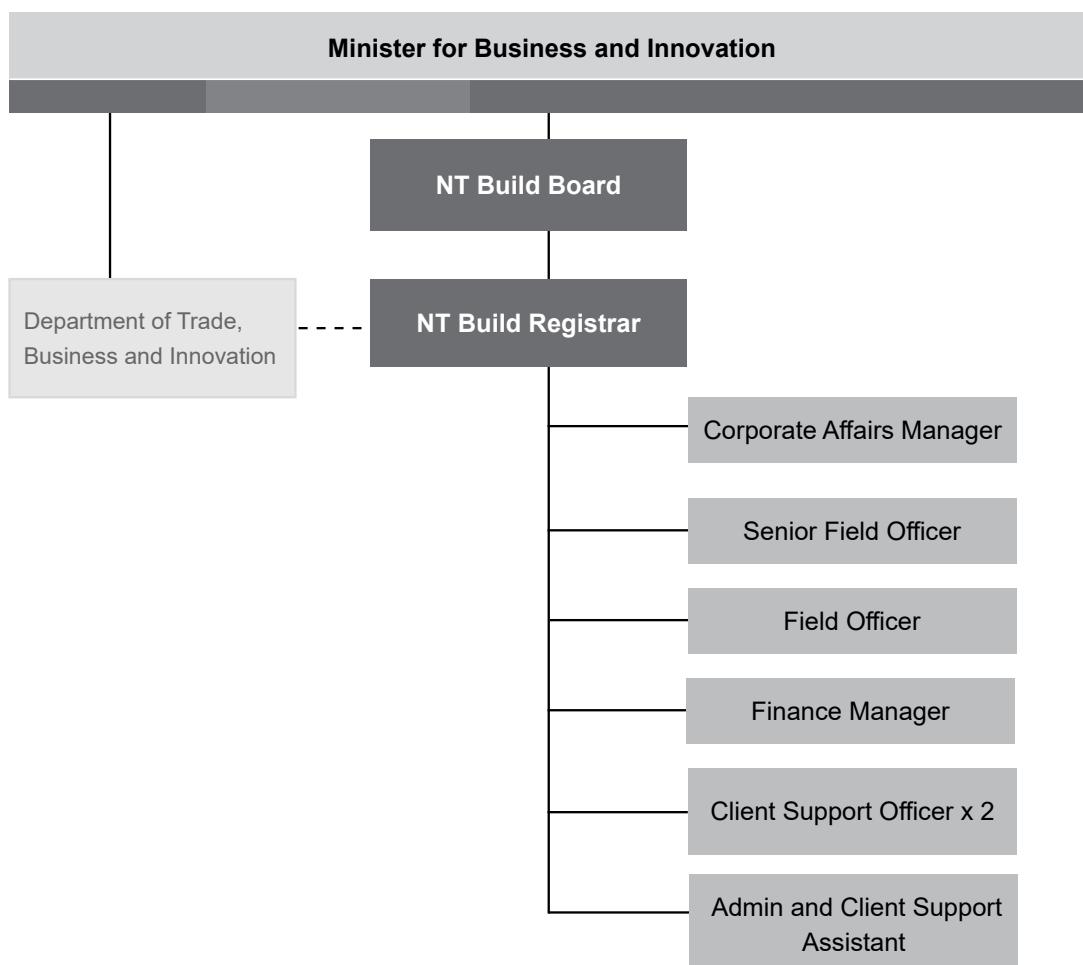 Minister for Business and Innovation
NT Build Board
Department of Trade,
Business and Innovation
NT Build Registrar
Corporate Affairs Manager
Senior Field Officer
Field Officer
Finance Manager
Client Support Officer x 2
Admin and Client Support
Assistant